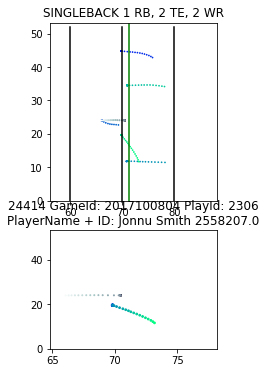 SINGLEBACK 1 RB, 2 TE, 2 WR
50
40
30
20
10
0
60 70 80
24414 GameId: 2017100804 PlayId: 2306
PlayerName + ID: Jonnu Smith 2558207.0
40
20
0
65 70 75